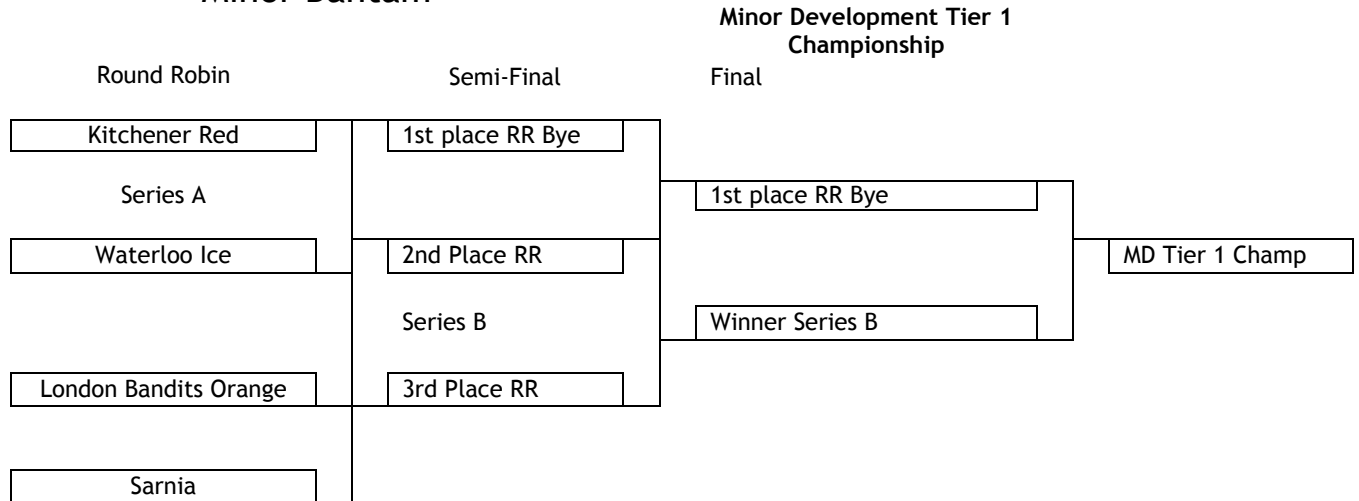 Minor Bantam
Minor Development Tier 1
Championship
Round Robin
Semi-Final
Final
Kitchener Red
1st place RR Bye
Series A
1st place RR Bye
Waterloo Ice
2nd Place RR
MD Tier 1 Champ
Series B
Winner Series B
London Bandits Orange
3rd Place RR
Sarnia